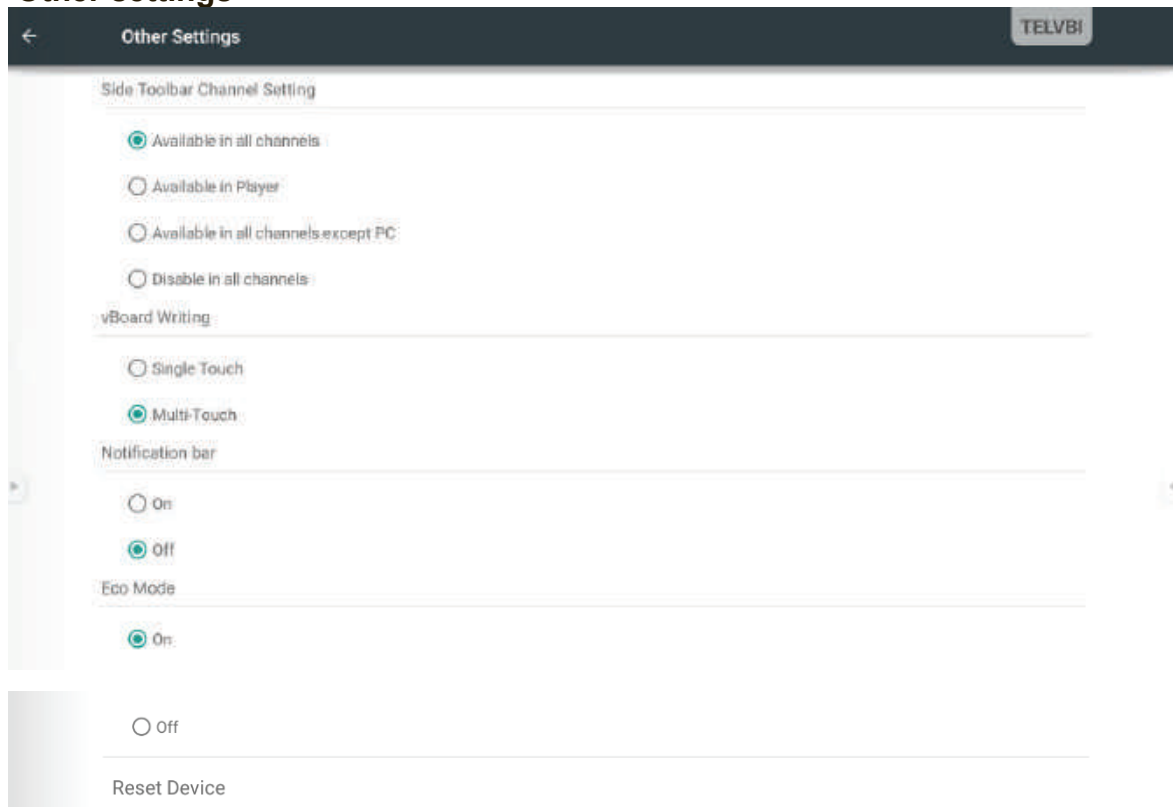 Other Settings
Other Settings
TELVBI
Side Toolbar Channel Setting
Available in all channels
Available in Player
Available in all channels except PC
Disable in all channels
vBoard Writing
Single Touch
Multi-Touch
Notification bar
On
Off
Eco Mode
On
Off
Reset Device